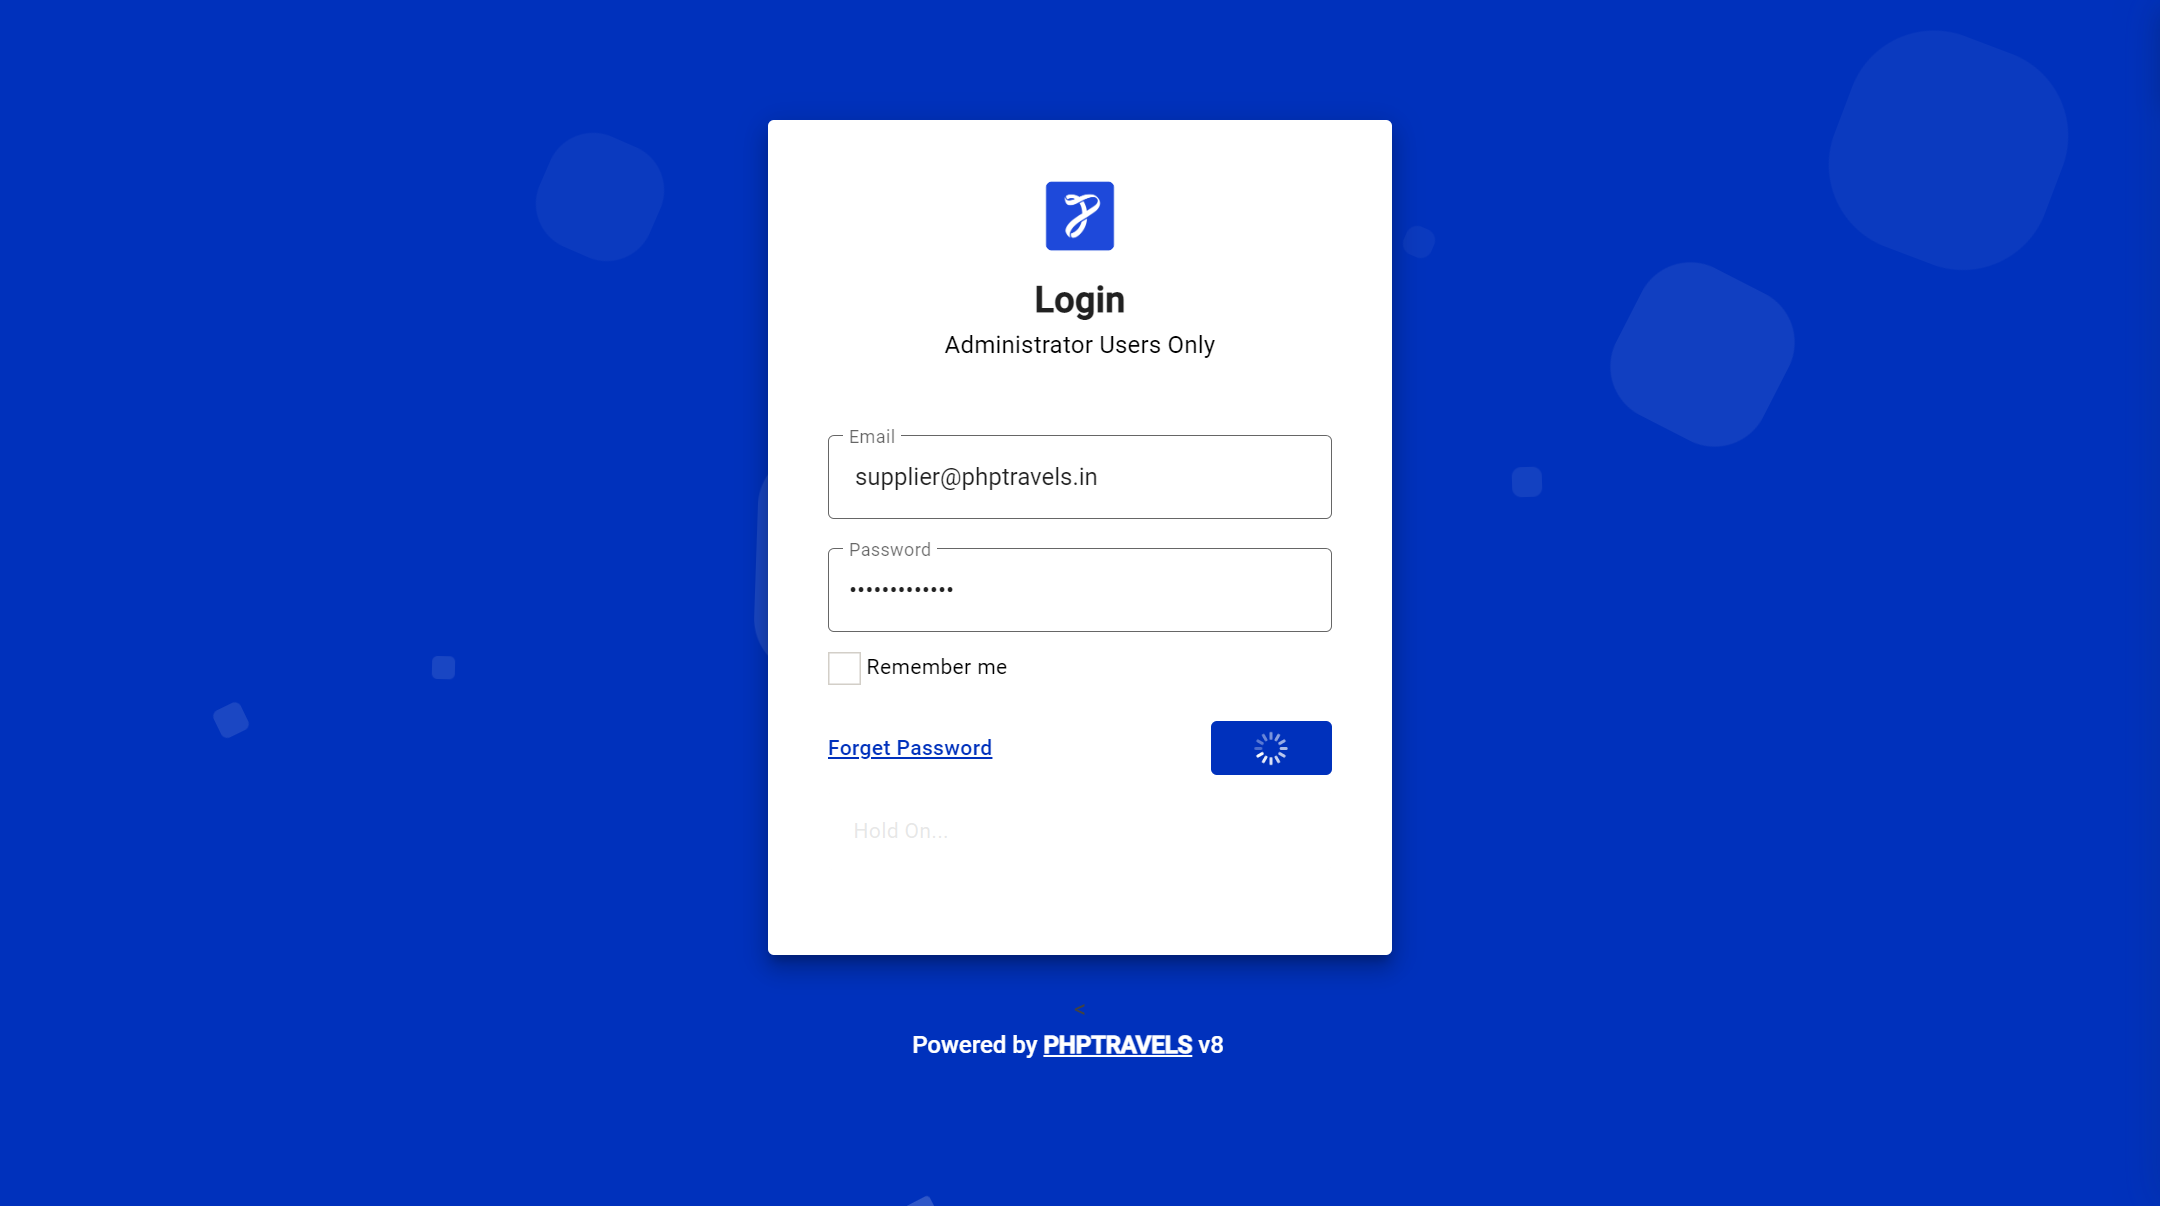 Login
Administrator Users Only
Email
supplier@phptravels.in
Password
•••••••••••••
Remember me
Forget Password
Hold On...
<
Powered by PHPTRAVELS v8